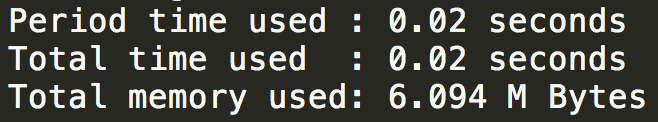 Period time used : 0.02 seconds
Total time used  : 0.02 seconds
Total memory used: 6.094 M Bytes